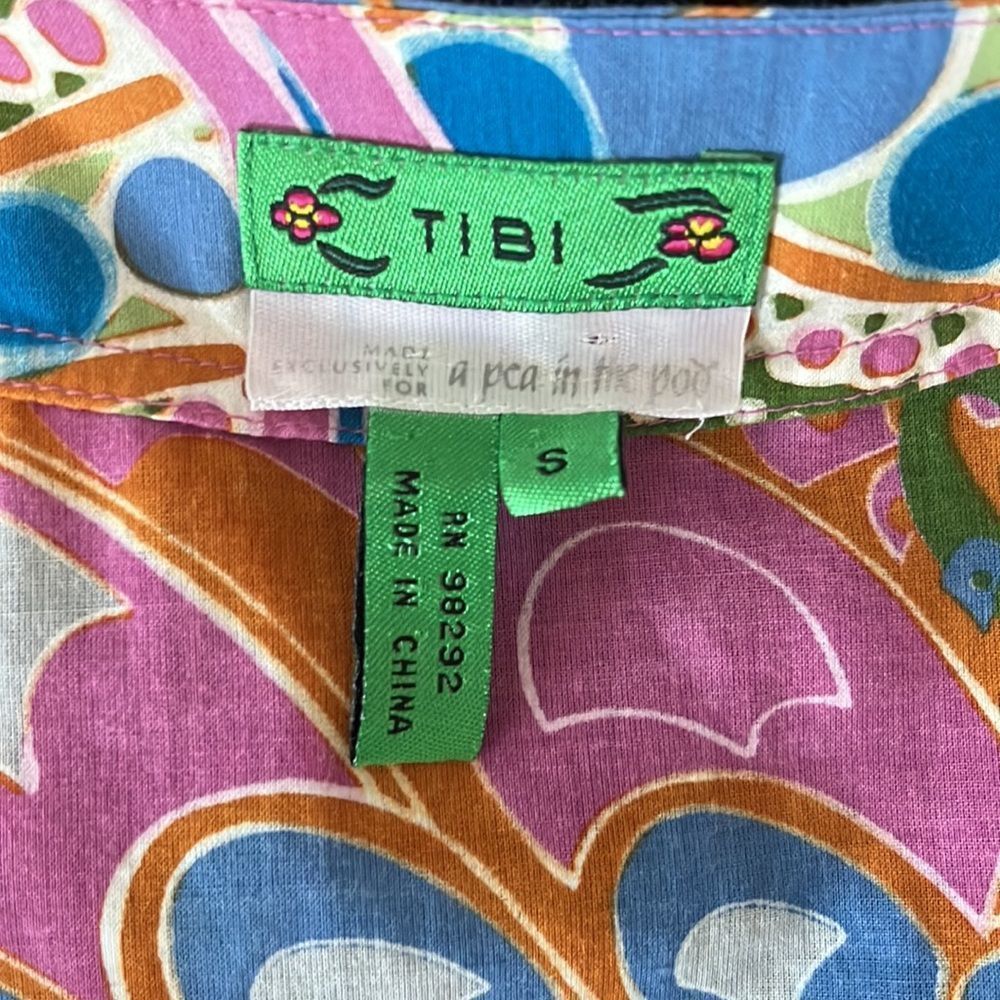 TIBI
MADE
EXCLUSIVELY
FOR
a pea in the pod
S
RN 98292
MADE IN CHINA